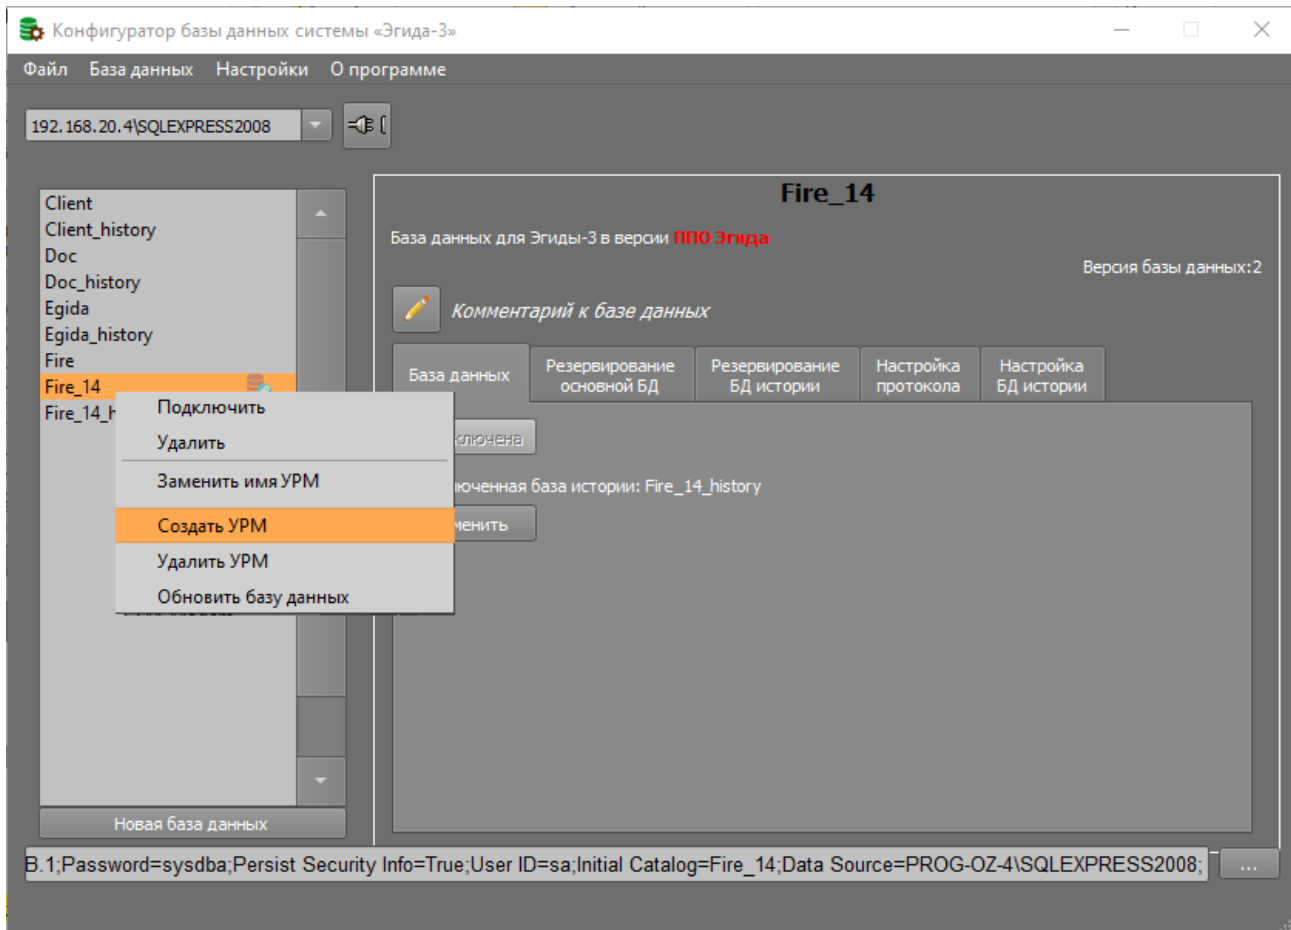 Конфигуратор базы данных системы «Эгида-3»
Файл База данных Настройки О программе
192.168.20.4\SQLEXPRESS2008
Client
Client_history
Doc
Doc_history
Egida
Egida_history
Fire
Fire_14
Fire_14_h
Подключить
Удалить
Заменить имя УРМ
Создать УРМ
Удалить УРМ
Обновить базу данных
Новая база данных
Fire_14
База данных для Эгиды-3 в версии ППО Эгида
Версия базы данных:2
Комментарий к базе данных
База данных
Резервирование основной БД
Резервирование БД истории
Настройка протокола
Настройка БД истории
ключена
юченная база истории: Fire_14_history
менить
B.1;Password=sysdba;Persist Security Info=True;User ID=sa;Initial Catalog=Fire_14;Data Source=PROG-OZ-4\SQLEXPRESS2008;
...